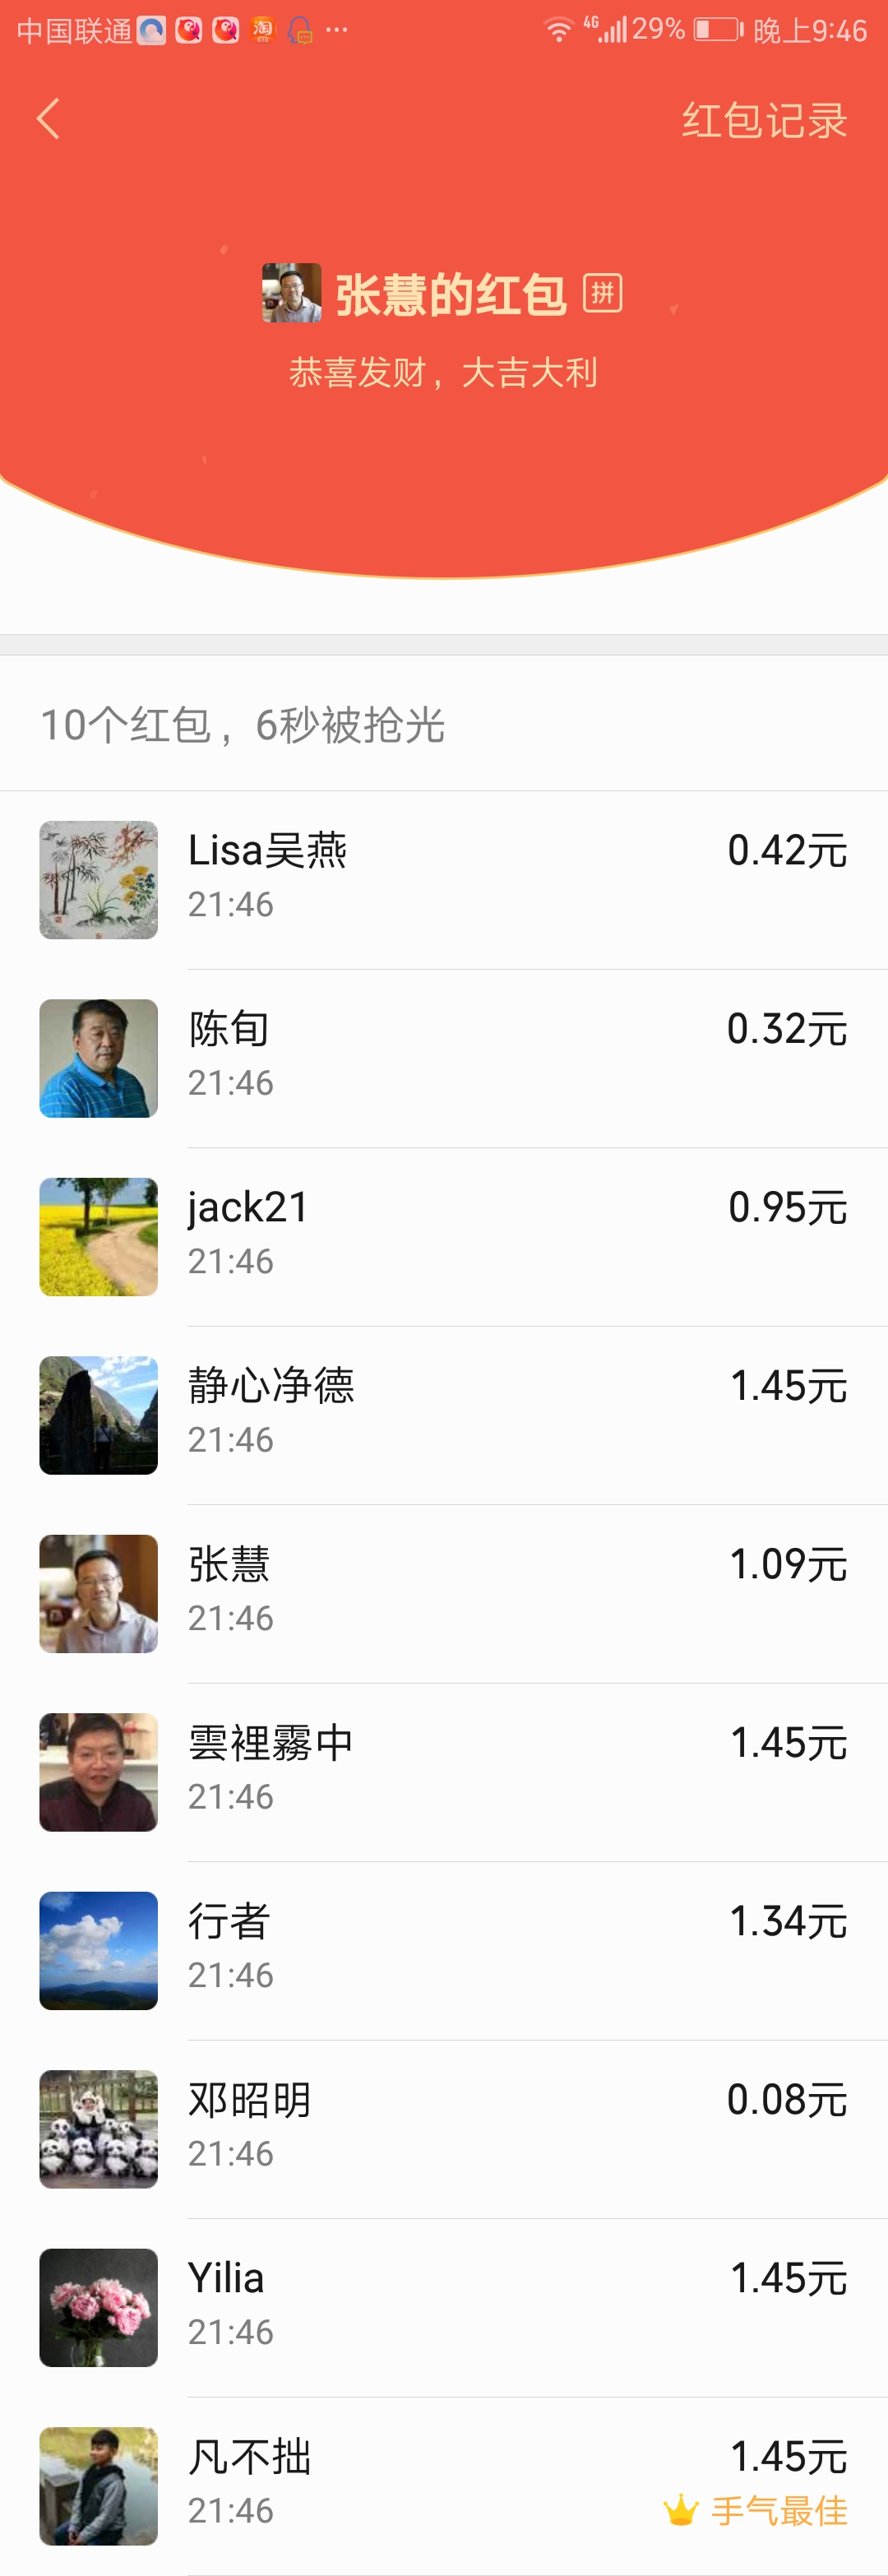 中国联通 淘 ... 4G 29% 晚上9:46
红包记录
张慧的红包 拼
恭喜发财，大吉大利
10个红包，6秒被抢光
Lisa吴燕 0.42元
21:46
陈旬 0.32元
21:46
jack21 0.95元
21:46
静心净德 1.45元
21:46
张慧 1.09元
21:46
雲裡霧中 1.45元
21:46
行者 1.34元
21:46
邓昭明 0.08元
21:46
Yilia 1.45元
21:46
凡不拙 1.45元
21:46 手气最佳